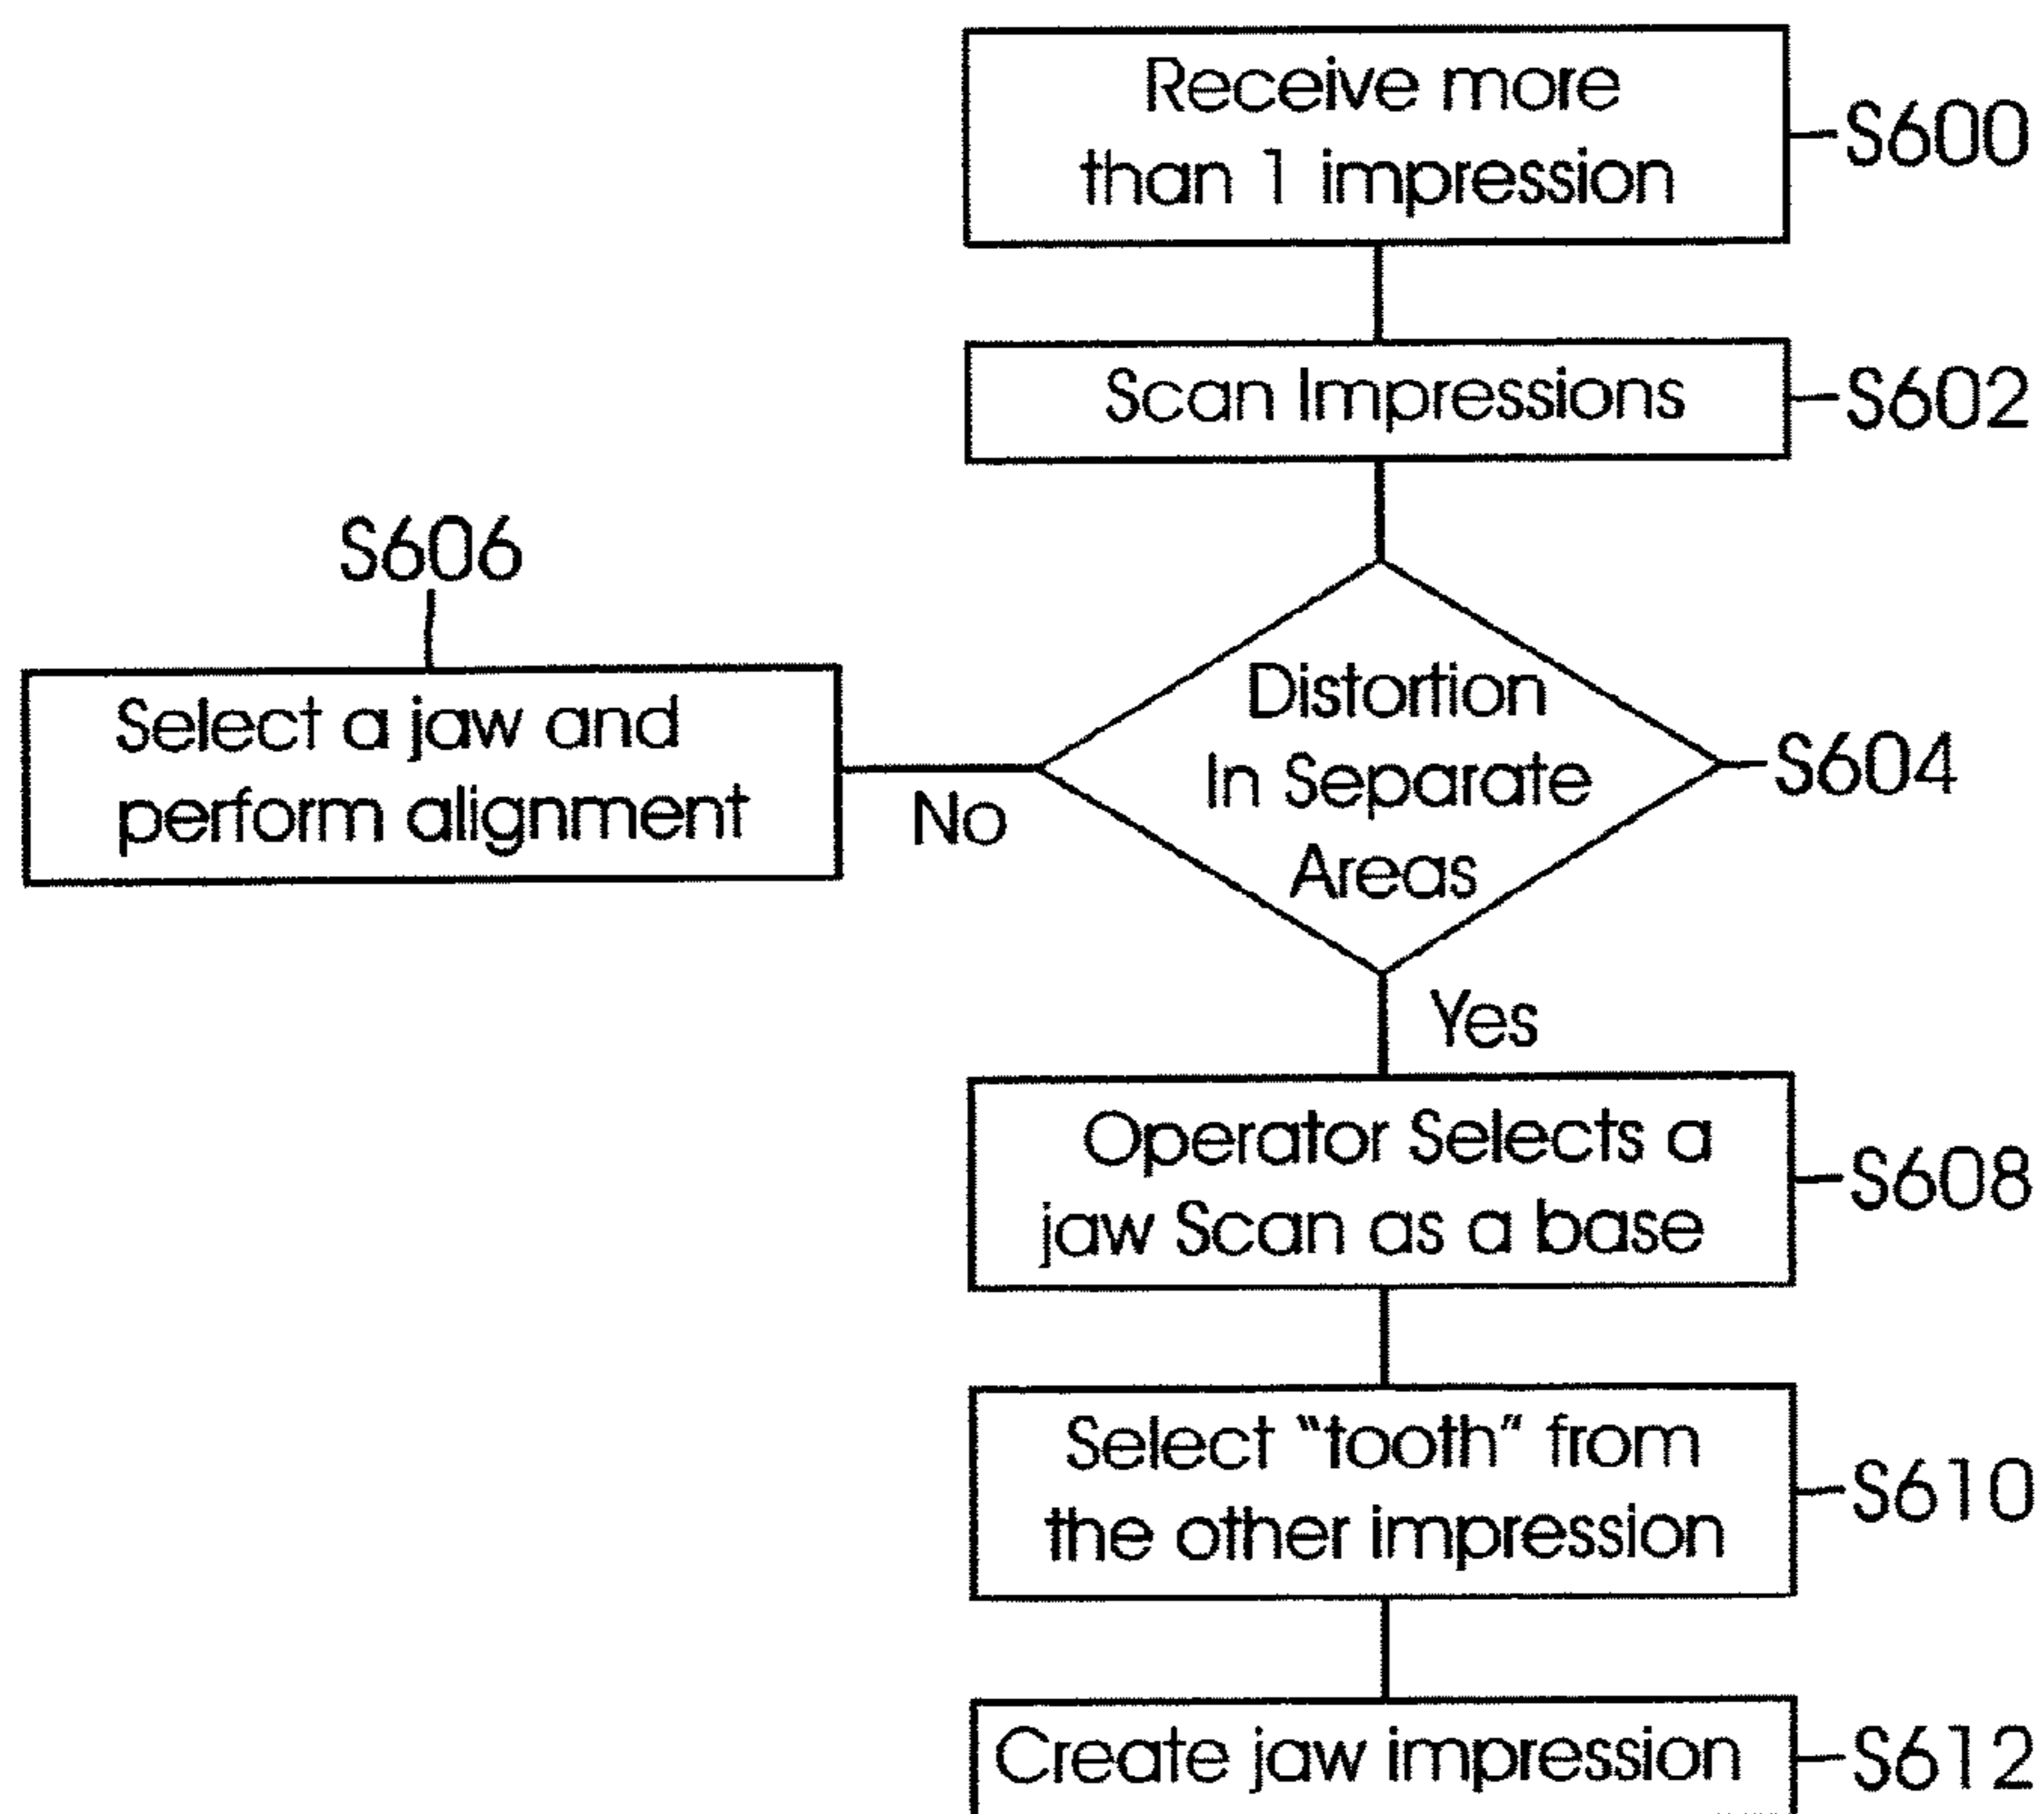 Receive more
than 1 impression
S600
Scan Impressions
S602
Distortion
In Separate
Areas
S604
No
S606
Select a jaw and
perform alignment
Yes
Operator Selects a
jaw Scan as a base
S608
Select "tooth" from
the other impression
S610
Create jaw impression
S612